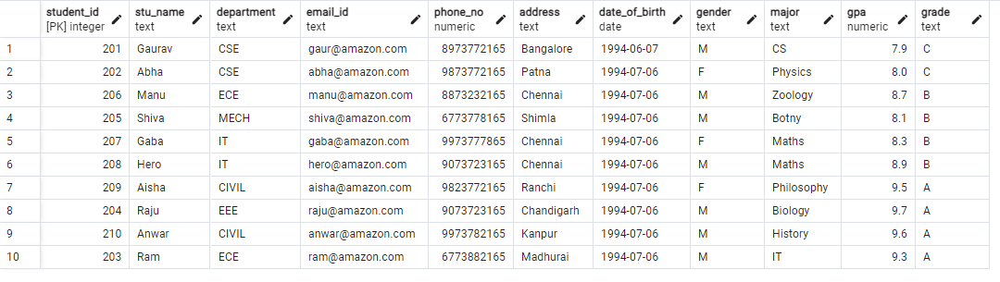 student_id stu_name department email_id phone_no address date_of_birth gender major gpa grade
[PK] integer text text text numeric text date text text numeric text
1 201 Gaurav CSE gaur@amazon.com 8973772165 Bangalore 1994-06-07 M CS 7.9 C
2 202 Abha CSE abha@amazon.com 9873772165 Patna 1994-07-06 F Physics 8.0 C
3 206 Manu ECE manu@amazon.com 8873232165 Chennai 1994-07-06 M Zoology 8.7 B
4 205 Shiva MECH shiva@amazon.com 6773778165 Shimla 1994-07-06 M Botny 8.1 B
5 207 Gaba IT gaba@amazon.com 9973777865 Chennai 1994-07-06 F Maths 8.3 B
6 208 Hero IT hero@amazon.com 9073723165 Chennai 1994-07-06 M Maths 8.9 B
7 209 Aisha CIVIL aisha@amazon.com 9823772165 Ranchi 1994-07-06 F Philosophy 9.5 A
8 204 Raju EEE raju@amazon.com 9073723165 Chandigarh 1994-07-06 M Biology 9.7 A
9 210 Anwar CIVIL anwar@amazon.com 9973782165 Kanpur 1994-07-06 M History 9.6 A
10 203 Ram ECE ram@amazon.com 6773882165 Madhurai 1994-07-06 M IT 9.3 A